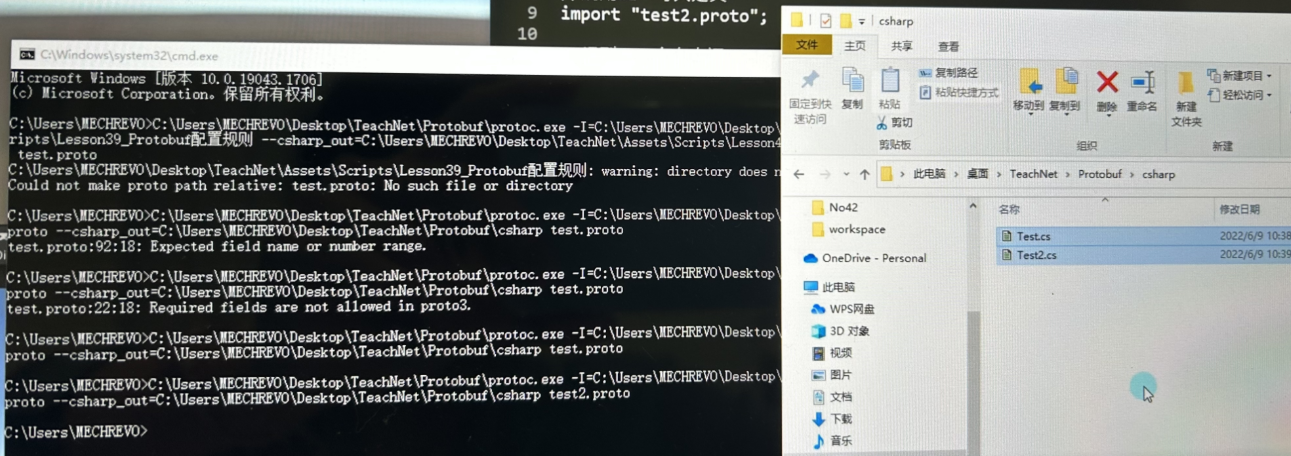 9 import "test2.proto";
10
C:\Windows\system32\cmd.exe
Microsoft Windows [版本 10.0.19043.1706]
(c) Microsoft Corporation。保留所有权利。
C:\Users\MECHREVO>C:\Users\MECHREVO\Desktop\TeachNet\Protobuf\protoc.exe -I=C:\Users\MECHREVO\Desktop\
ripts\Lesson39_Protobuf配置规则 --csharp_out=C:\Users\MECHREVO\Desktop\TeachNet\Assets\Scripts\Lesson4
test.proto
C:\Users\MECHREVO\Desktop\TeachNet\Assets\Scripts\Lesson39_Protobuf配置规则: warning: directory does n
Could not make proto path relative: test.proto: No such file or directory
C:\Users\MECHREVO>C:\Users\MECHREVO\Desktop\TeachNet\Protobuf\protoc.exe -I=C:\Users\MECHREVO\Desktop\
proto --csharp_out=C:\Users\MECHREVO\Desktop\TeachNet\Protobuf\csharp test.proto
test.proto:92:18: Expected field name or number range.
C:\Users\MECHREVO>C:\Users\MECHREVO\Desktop\TeachNet\Protobuf\protoc.exe -I=C:\Users\MECHREVO\Desktop\
proto --csharp_out=C:\Users\MECHREVO\Desktop\TeachNet\Protobuf\csharp test.proto
test.proto:22:18: Required fields are not allowed in proto3.
C:\Users\MECHREVO>C:\Users\MECHREVO\Desktop\TeachNet\Protobuf\protoc.exe -I=C:\Users\MECHREVO\Desktop\
proto --csharp_out=C:\Users\MECHREVO\Desktop\TeachNet\Protobuf\csharp test.proto
C:\Users\MECHREVO>C:\Users\MECHREVO\Desktop\TeachNet\Protobuf\protoc.exe -I=C:\Users\MECHREVO\Desktop\
proto --csharp_out=C:\Users\MECHREVO\Desktop\TeachNet\Protobuf\csharp test2.proto
C:\Users\MECHREVO>
csharp
文件 主页 共享 查看
固定到快速访问
复制
粘贴
复制路径
粘贴快捷方式
剪切
剪贴板
移动到 复制到 删除 重命名
组织
新建文件夹
新建项目
轻松访问
新建
此电脑 > 桌面 > TeachNet > Protobuf > csharp
No42
workspace
OneDrive - Personal
此电脑
WPS网盘
3D 对象
视频
图片
文档
下载
音乐
名称 修改日期
Test.cs 2022/6/9 10:38
Test2.cs 2022/6/9 10:39